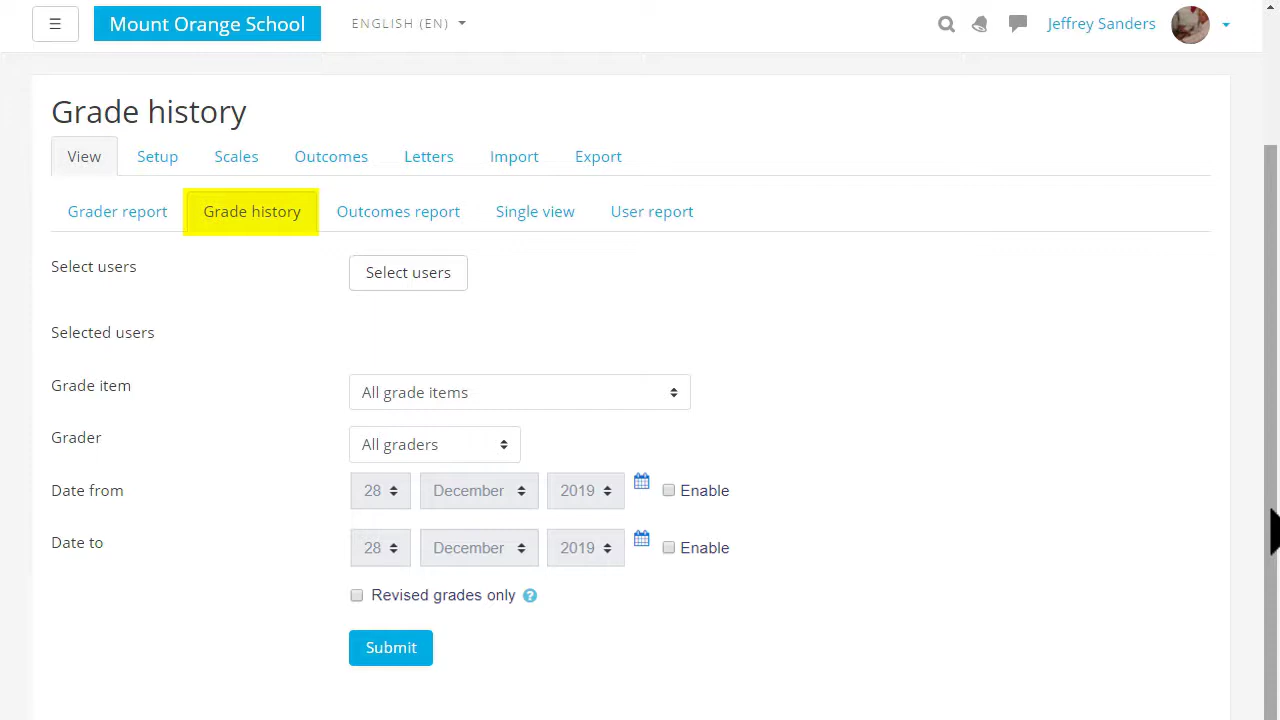 Mount Orange School ENGLISH (EN) Jeffrey Sanders
Grade history
View Setup Scales Outcomes Letters Import Export
Grader report Grade history Outcomes report Single view User report
Select users Select users
Selected users
Grade item All grade items
Grader All graders
Date from 28 December 2019 Enable
Date to 28 December 2019 Enable
Revised grades only ?
Submit